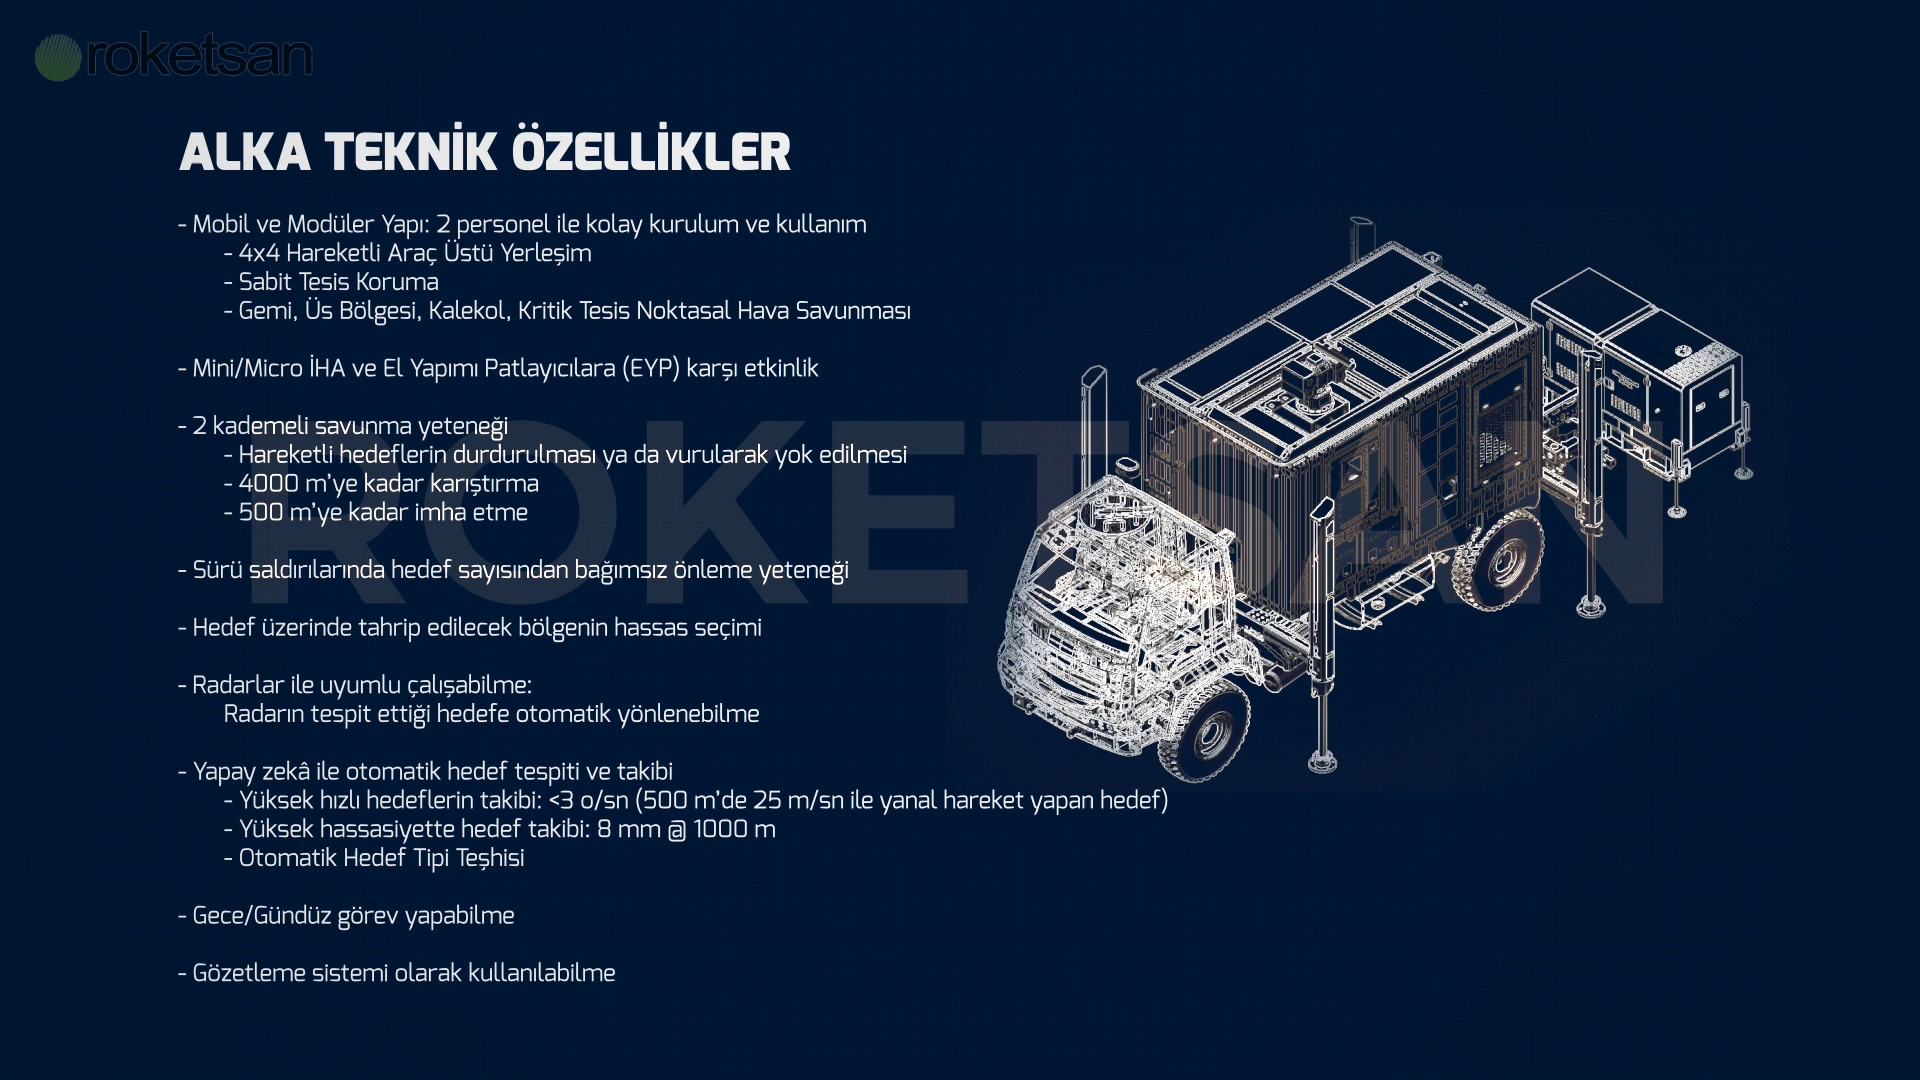 roketsan
ALKA TEKNİK ÖZELLİKLER
- Mobil ve Modüler Yapı: 2 personel ile kolay kurulum ve kullanım
- 4x4 Hareketli Araç Üstü Yerleşim
- Sabit Tesis Koruma
- Gemi, Üs Bölgesi, Kalekol, Kritik Tesis Noktasal Hava Savunması
- Mini/Micro İHA ve El Yapımı Patlayıcılara (EYP) karşı etkinlik
- 2 kademeli savunma yeteneği
- Hareketli hedeflerin durdurulması ya da vurularak yok edilmesi
- 4000 m’ye kadar karıştırma
- 500 m’ye kadar imha etme
- Sürü saldırılarında hedef sayısından bağımsız önleme yeteneği
- Hedef üzerinde tahrip edilecek bölgenin hassas seçimi
- Radarlar ile uyumlu çalışabilme:
Radarın tespit ettiği hedefe otomatik yönlenebilme
- Yapay zekâ ile otomatik hedef tespiti ve takibi
- Yüksek hızlı hedeflerin takibi: <3 o/sn (500 m’de 25 m/sn ile yanal hareket yapan hedef)
- Yüksek hassasiyette hedef takibi: 8 mm @ 1000 m
- Otomatik Hedef Tipi Teşhisi
- Gece/Gündüz görev yapabilme
- Gözetleme sistemi olarak kullanılabilme
ROKETSAN